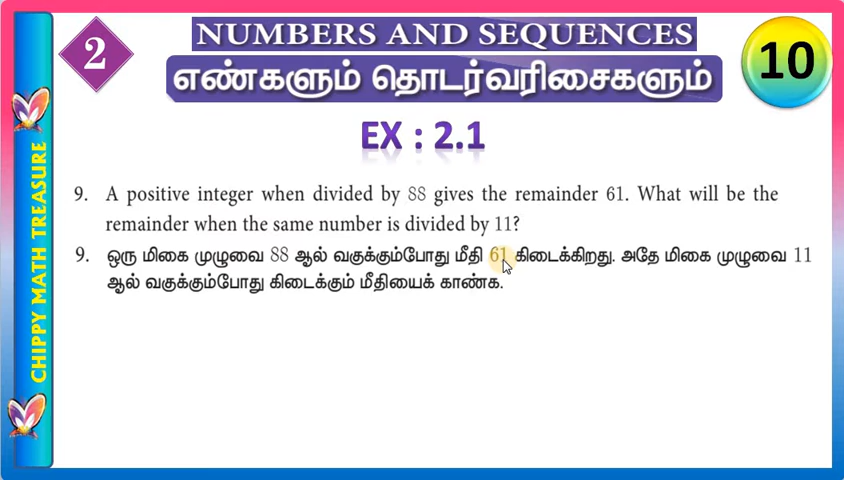 2
NUMBERS AND SEQUENCES
எண்களும் தொடர்வரிசைகளும்
10
EX : 2.1
CHIPPY MATH TREASURE
9. A positive integer when divided by 88 gives the remainder 61. What will be the
remainder when the same number is divided by 11?
9. ஒரு மிகை முழுவை 88 ஆல் வகுக்கும்போது மீதி 61 கிடைக்கிறது. அதே மிகை முழுவை 11
ஆல் வகுக்கும்போது கிடைக்கும் மீதியைக் காண்க.